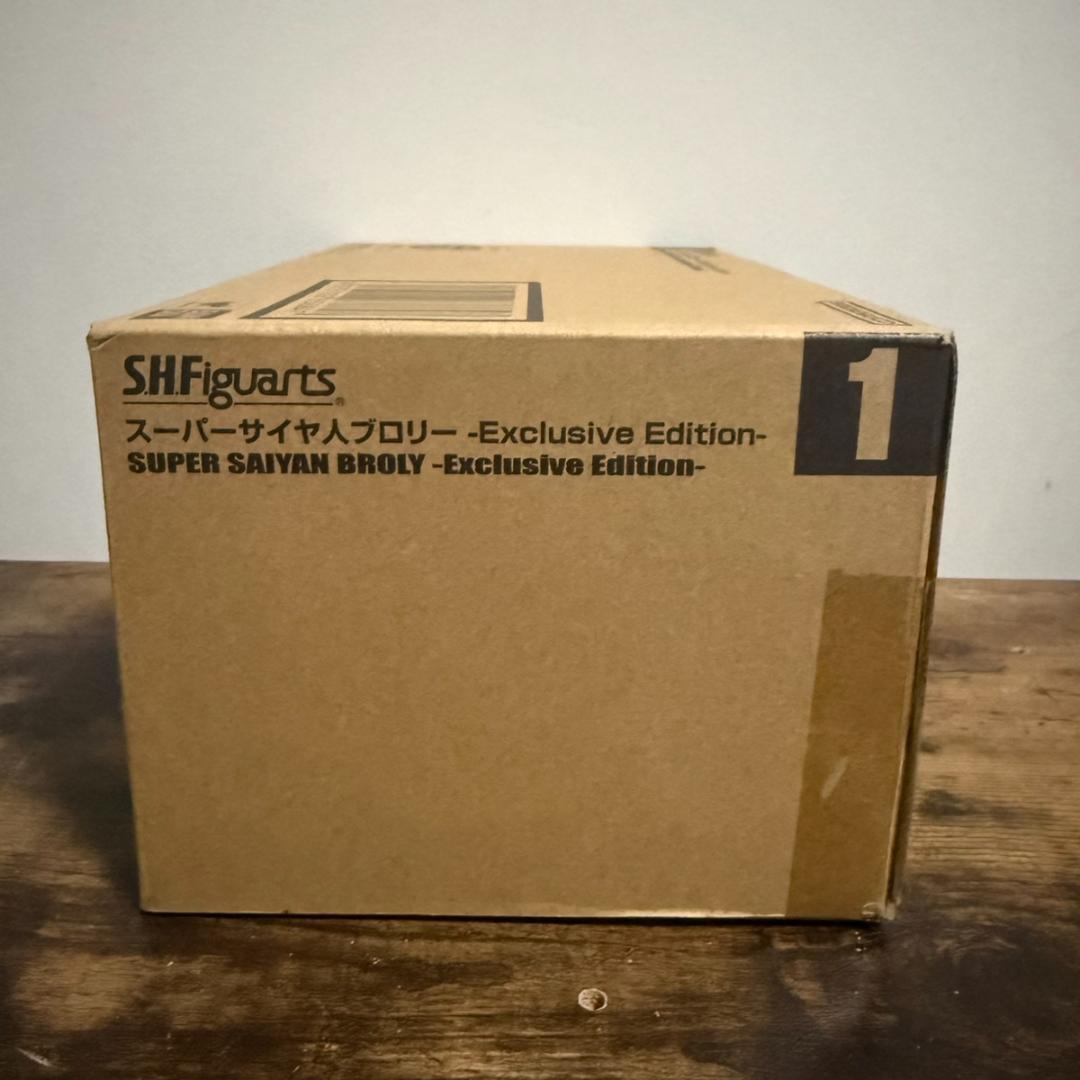 S.H.Figuarts®
スーパーサイヤ人ブロリー -Exclusive Edition-
SUPER SAIYAN BROLY -Exclusive Edition-
1